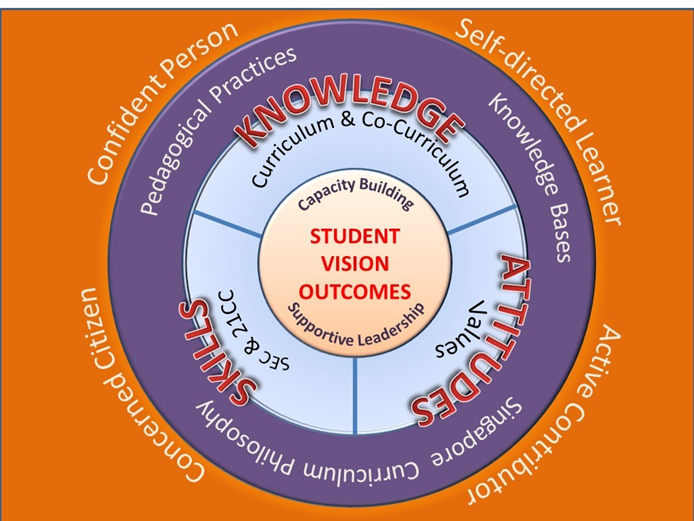 Confident Person
Self-directed Learner
Pedagogical Practices
Knowledge Bases
KNOWLEDGE
Curriculum & Co-Curriculum
Capacity Building
STUDENT
VISION
OUTCOMES
Supportive Leadership
SKILLS
SEC & 21CC
ATTITUDES
Values
Singapore Curriculum Philosophy
Concerned Citizen
Active Contributor